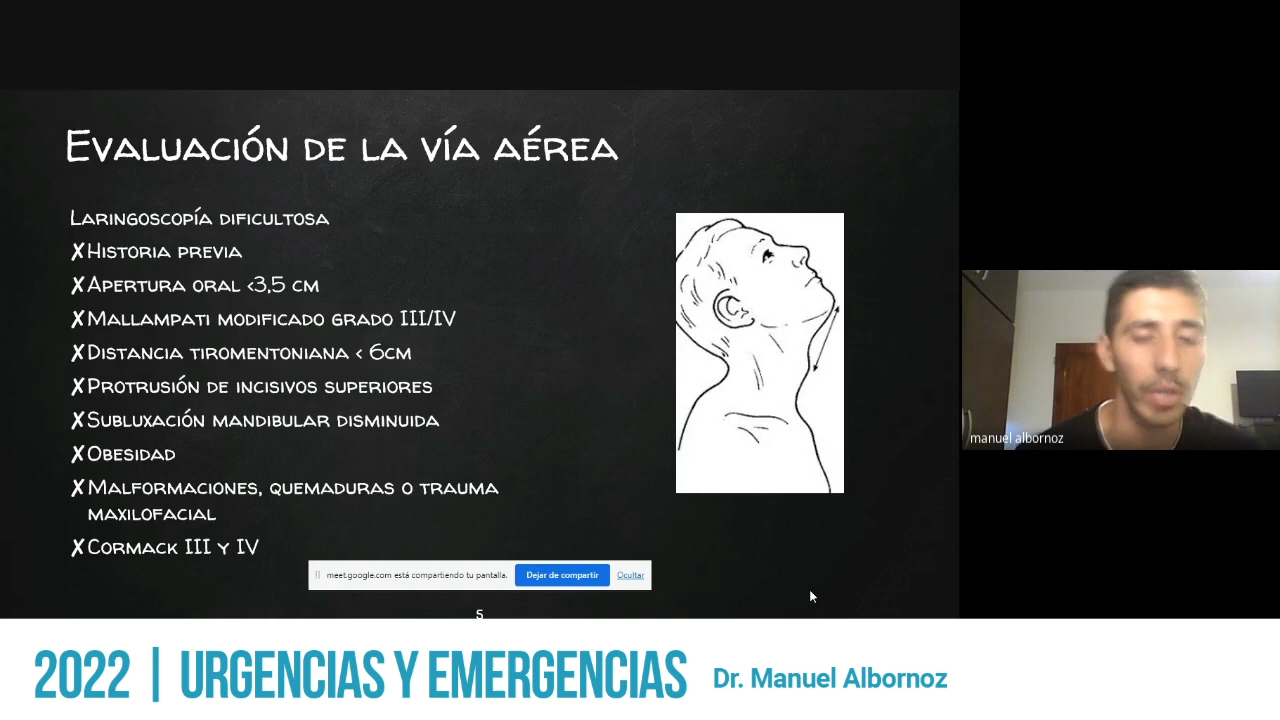 Evaluación de la vía aérea
Laringoscopía dificultosa
✗Historia previa
✗Apertura oral <3,5 cm
✗Mallampati modificado grado III/IV
✗Distancia tiromentoniana < 6cm
✗Protrusión de incisivos superiores
✗Subluxación mandibular disminuida
✗Obesidad
✗Malformaciones, quemaduras o trauma
maxilofacial
✗Cormack III y IV
meet.google.com está compartiendo tu pantalla. Dejar de compartir Ocultar
5
manuel albornoz
2022 | URGENCIAS Y EMERGENCIAS Dr. Manuel Albornoz